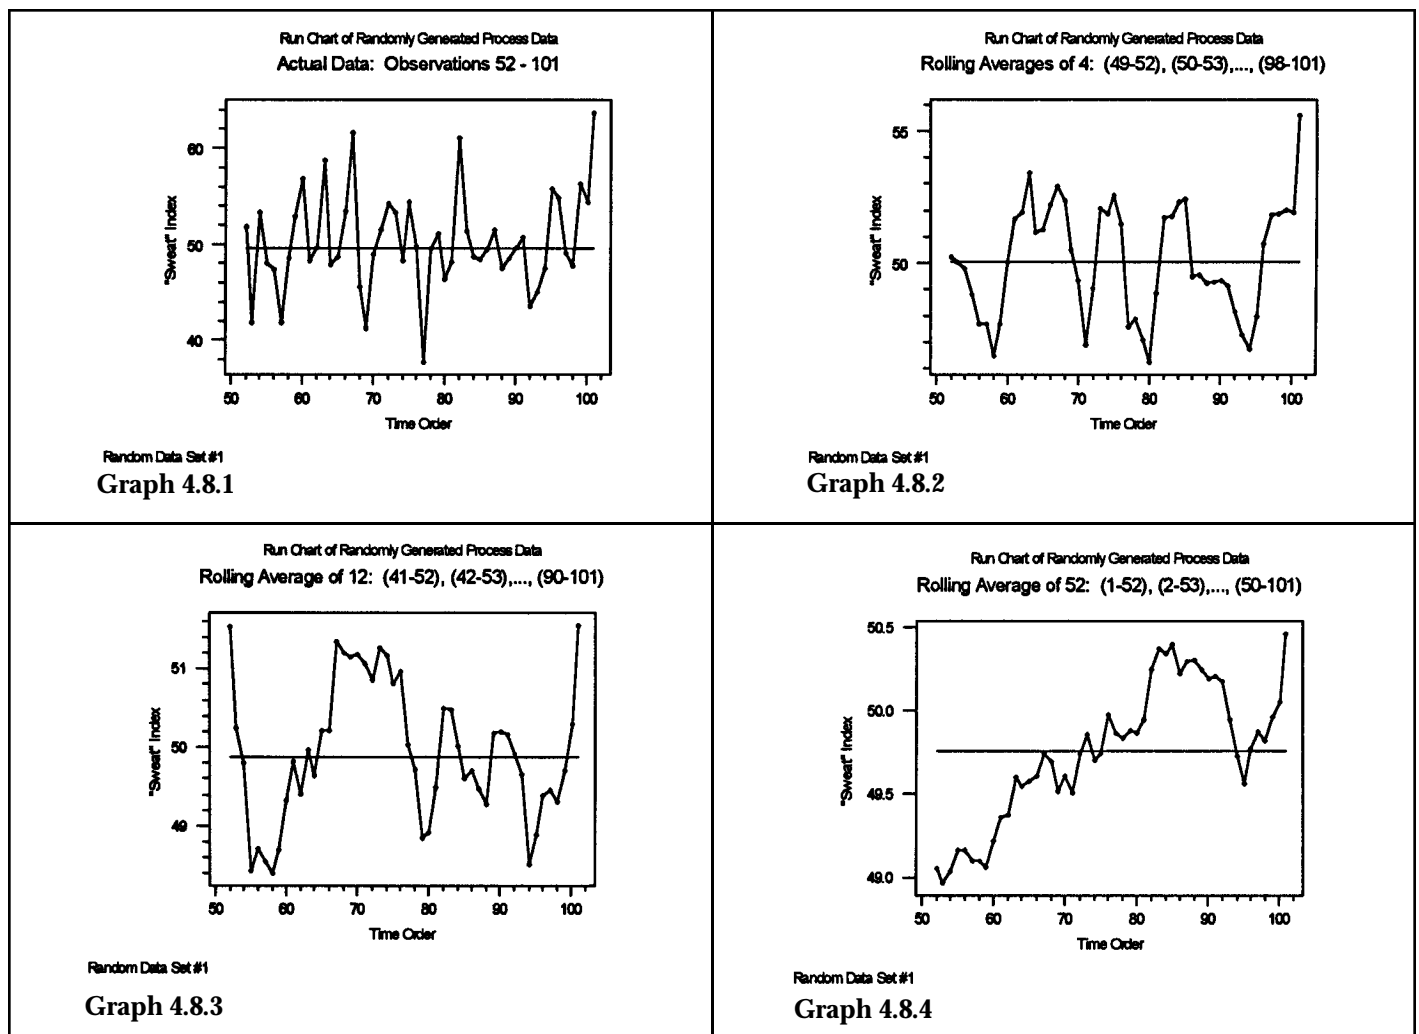 Run Chart of Randomly Generated Process Data
Actual Data: Observations 52 - 101
60
50
40
"Sweat" Index
50 60 70 80 90 100
Time Order
Random Data Set #1
Graph 4.8.1
Run Chart of Randomly Generated Process Data
Rolling Averages of 4: (49-52), (50-53),..., (98-101)
55
50
"Sweat" Index
50 60 70 80 90 100
Time Order
Random Data Set #1
Graph 4.8.2
Run Chart of Randomly Generated Process Data
Rolling Average of 12: (41-52), (42-53),..., (90-101)
51
50
49
"Sweat" Index
50 60 70 80 90 100
Time Order
Random Data Set #1
Graph 4.8.3
Run Chart of Randomly Generated Process Data
Rolling Average of 52: (1-52), (2-53),..., (50-101)
50.5
50.0
49.5
49.0
"Sweat" Index
50 60 70 80 90 100
Time Order
Random Data Set #1
Graph 4.8.4